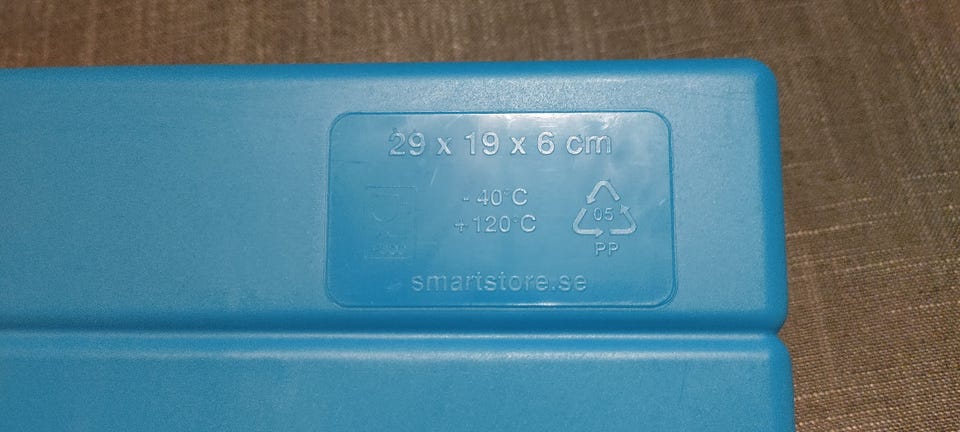 29 x 19 x 6 cm
- 40°C
+120°C
05
PP
smartstore.se